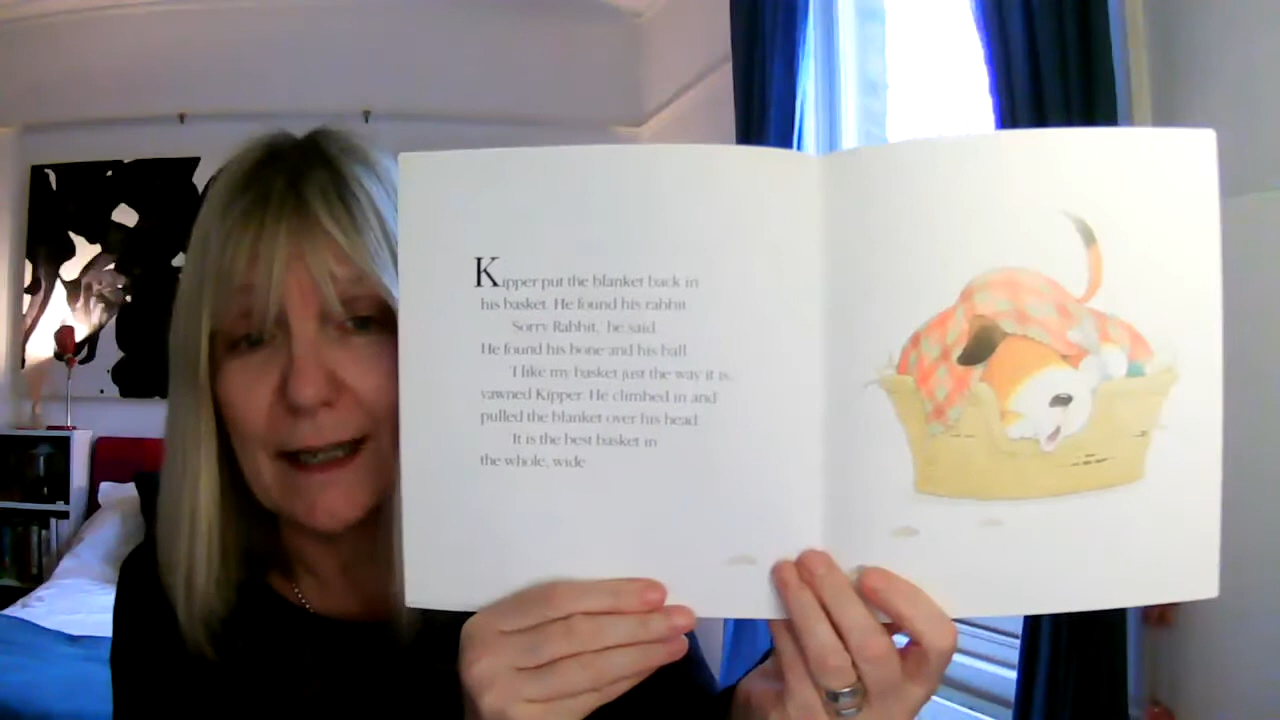 Kipper put the blanket back in
his basket. He found his rabbit.
'Sorry Rabbit,' he said.
He found his bone and his ball.
'I like my basket just the way it is,'
yawned Kipper. He climbed in and
pulled the blanket over his head.
It is the best basket in
the whole, wide